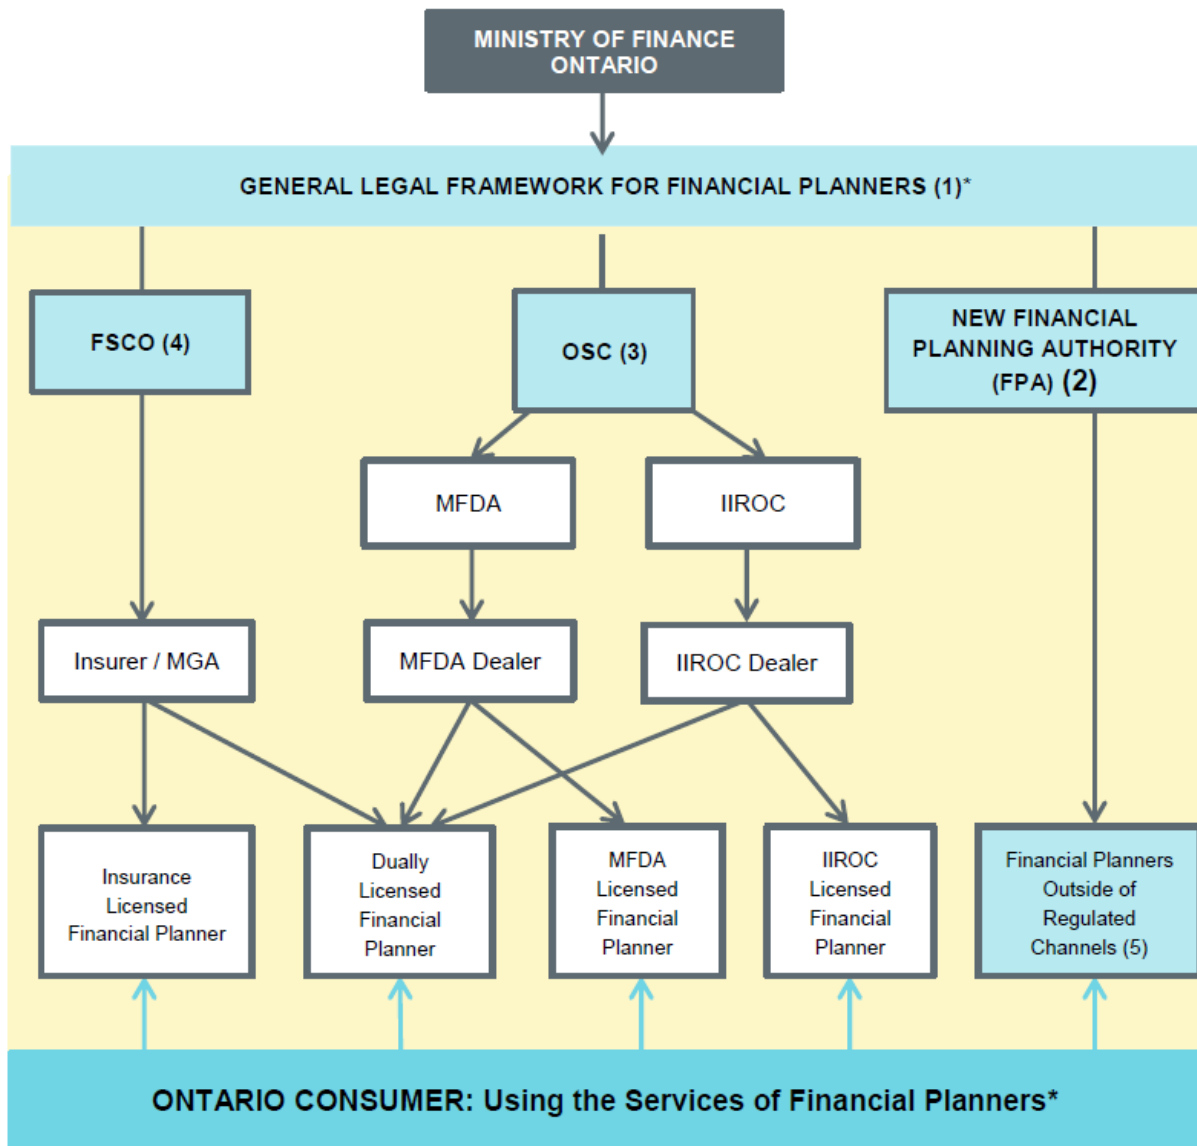 MINISTRY OF FINANCE
ONTARIO
GENERAL LEGAL FRAMEWORK FOR FINANCIAL PLANNERS (1)*
FSCO (4)
OSC (3)
NEW FINANCIAL
PLANNING AUTHORITY
(FPA) (2)
MFDA
IIROC
Insurer / MGA
MFDA Dealer
IIROC Dealer
Insurance
Licensed
Financial Planner
Dually
Licensed
Financial
Planner
MFDA
Licensed
Financial
Planner
IIROC
Licensed
Financial
Planner
Financial Planners
Outside of
Regulated
Channels (5)
ONTARIO CONSUMER: Using the Services of Financial Planners*